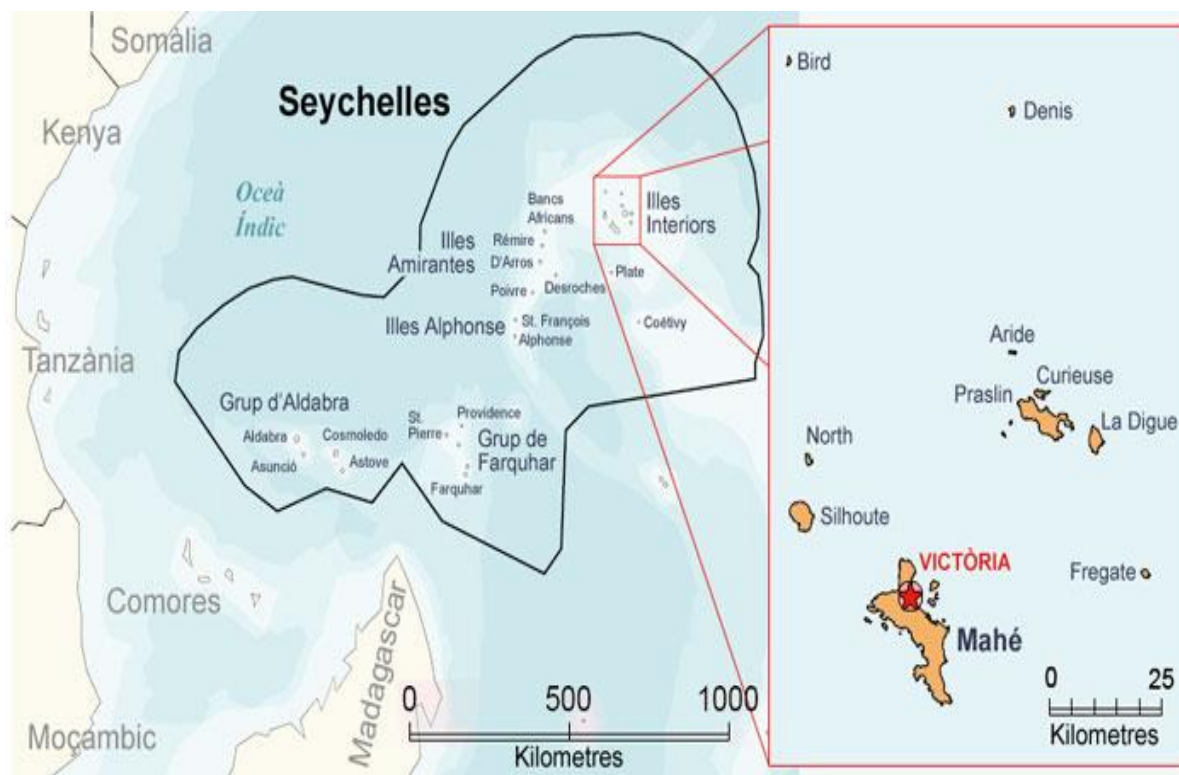 Somàlia
Kenya
Seychelles
Oceà
Índic
Bancs
Africans
Illes
Interiors
Illes
Amirantes
Rémire
D'Arros
Plate
Desroches
Poivre
Illes Alphonse
St. François
Alphonse
Coëtivy
Tanzània
Grup d'Aldabra
Aldabra
Cosmoledo
Asunció
Astove
St.
Pierre
Providence
Grup de
Farquhar
Farquhar
Comores
Madagascar
Moçàmbic
0 500 1000
Kilometres
Bird
Denis
Aride
Curieuse
Praslin
La Digue
North
Silhoute
VICTÒRIA
Fregate
Mahé
0 25
Kilometres